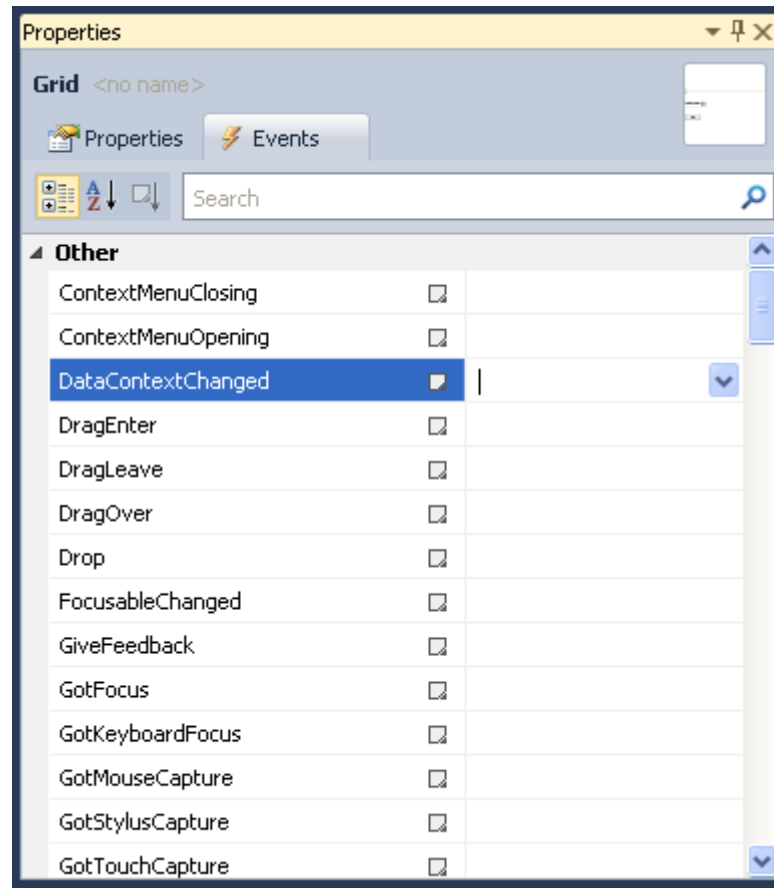 Properties
Grid <no name>
Properties Events
Search
Other
ContextMenuClosing
ContextMenuOpening
DataContextChanged
DragEnter
DragLeave
DragOver
Drop
FocusableChanged
GiveFeedback
GotFocus
GotKeyboardFocus
GotMouseCapture
GotStylusCapture
GotTouchCapture